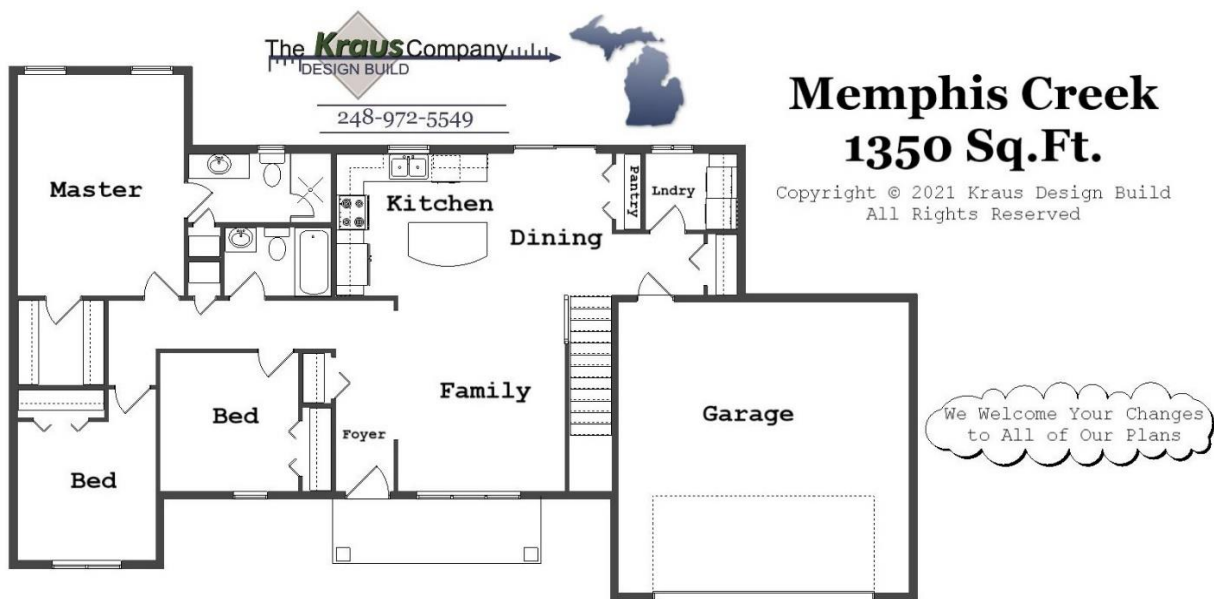 The Kraus Company
DESIGN BUILD
248-972-5549
Memphis Creek
1350 Sq.Ft.
Copyright © 2021 Kraus Design Build
All Rights Reserved
Master
Kitchen
Pantry
Lndry
Dining
Family
Bed
Foyer
Garage
Bed
We Welcome Your Changes
to All of Our Plans